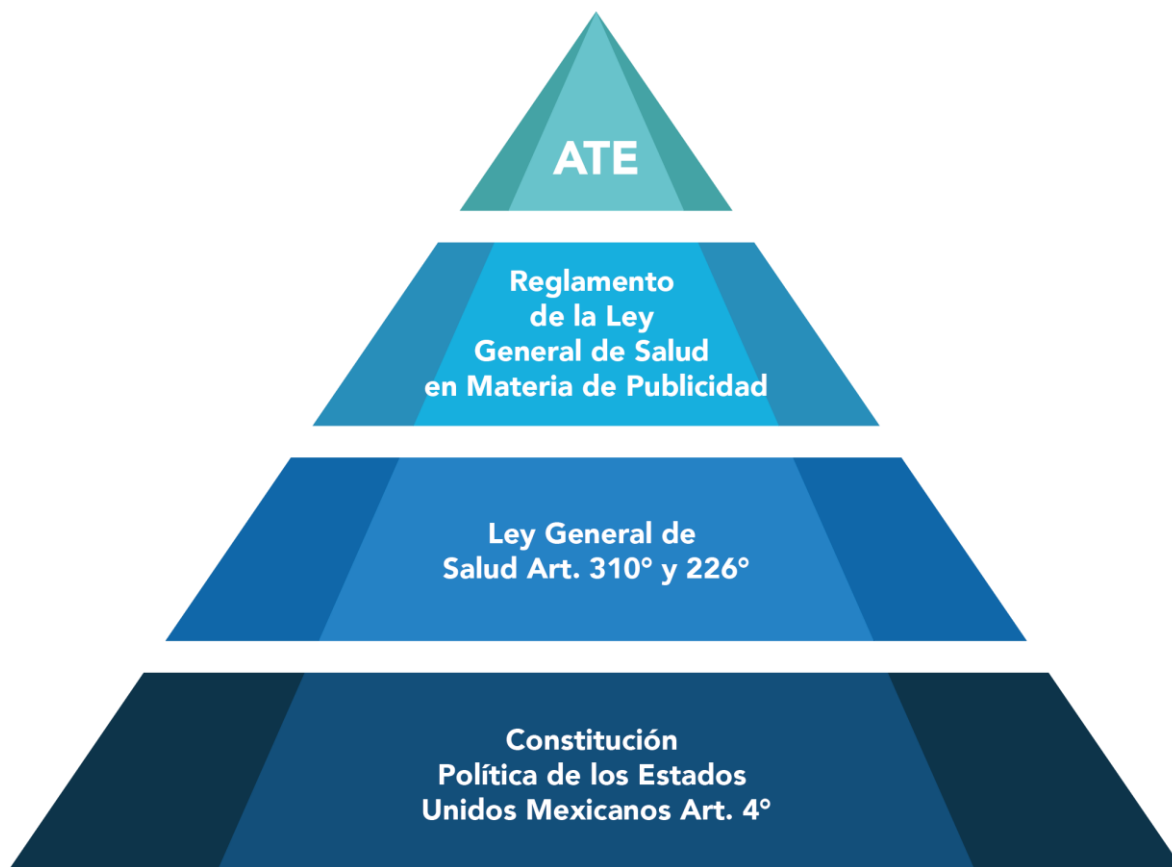 ATE
Reglamento
de la Ley
General de Salud
en Materia de Publicidad
Ley General de
Salud Art. 310° y 226°
Constitución
Política de los Estados
Unidos Mexicanos Art. 4°